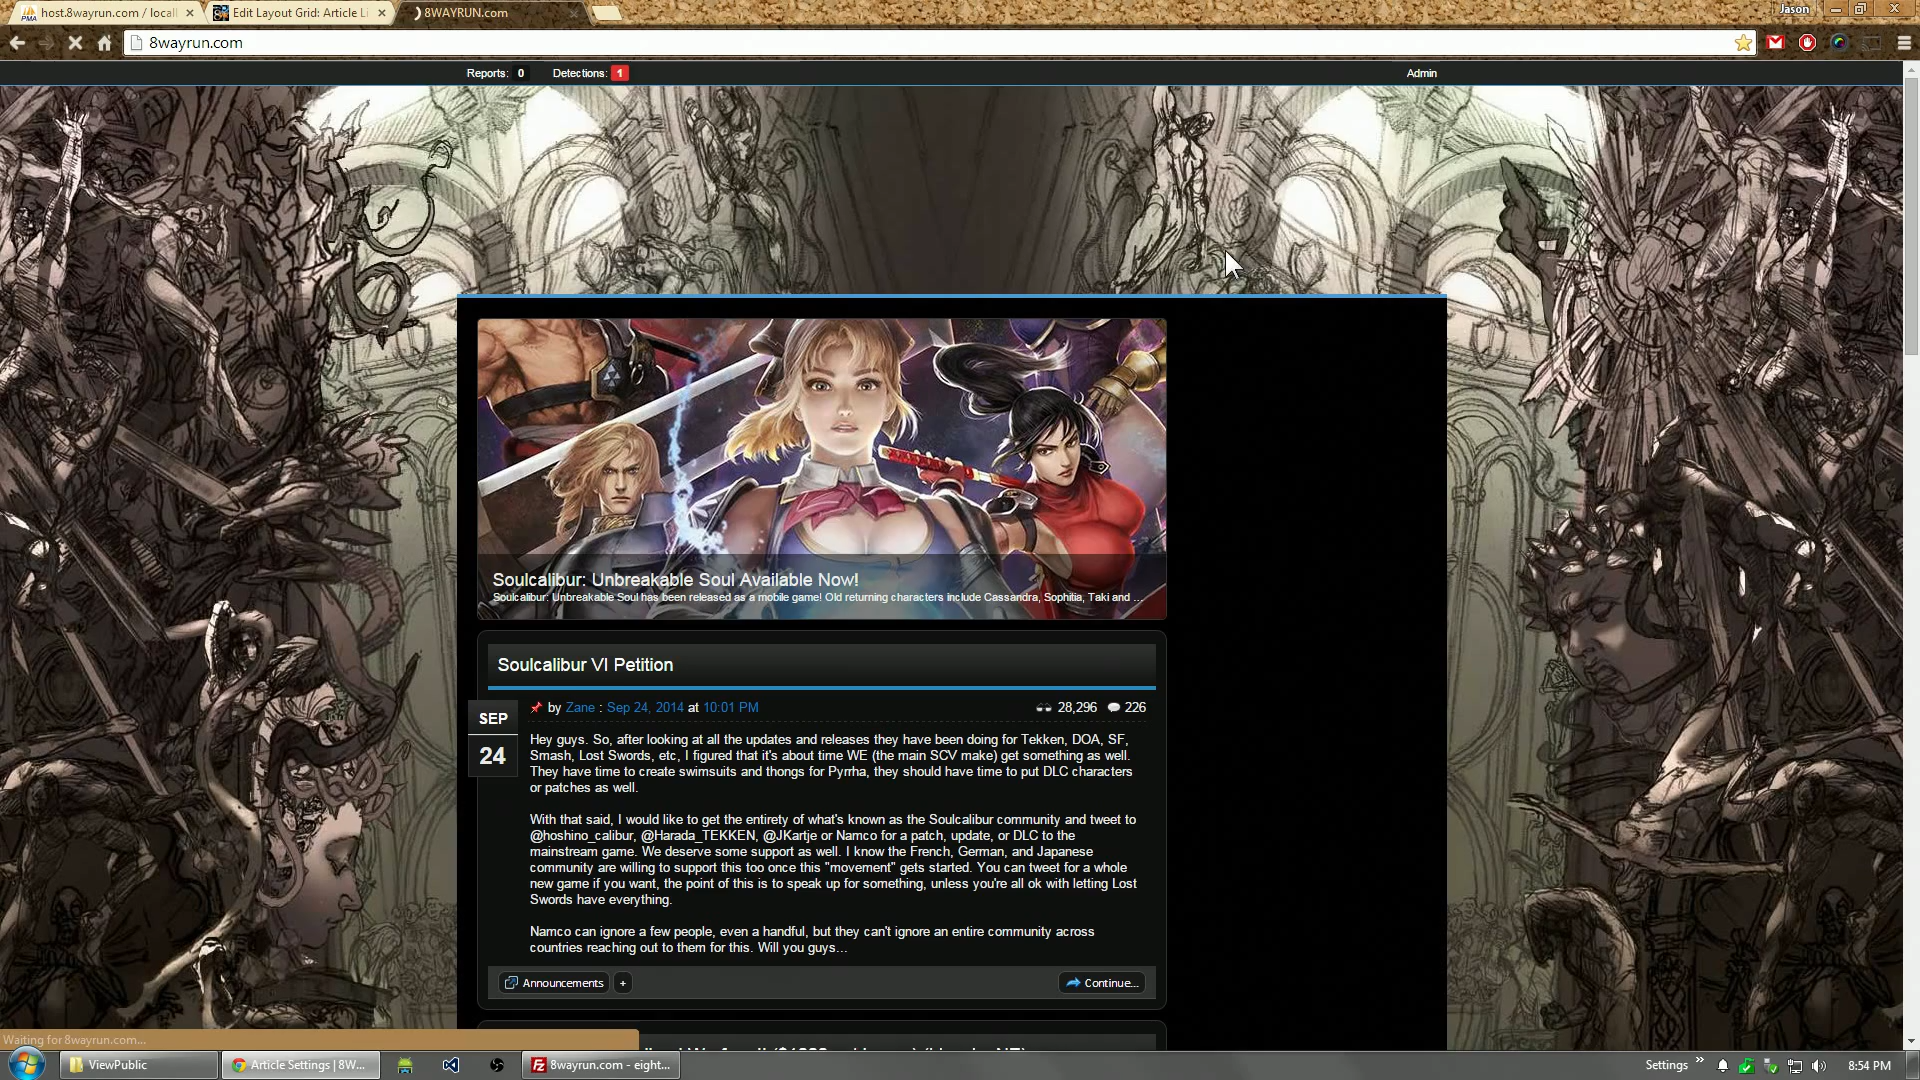 host.8wayrun.com / locall
Edit Layout Grid: Article Li
8WAYRUN.com
Jason
8wayrun.com
Reports: 0
Detections: 1
Admin
Soulcalibur: Unbreakable Soul Available Now!
Soulcalibur: Unbreakable Soul has been released as a mobile game! Old returning characters include Cassandra, Sophitia, Taki and ...
Soulcalibur VI Petition
SEP
24
by Zane : Sep 24, 2014 at 10:01 PM
28,296
226
Hey guys. So, after looking at all the updates and releases they have been doing for Tekken, DOA, SF,
Smash, Lost Swords, etc, I figured that it's about time WE (the main SCV make) get something as well.
They have time to create swimsuits and thongs for Pyrrha, they should have time to put DLC characters
or patches as well.
With that said, I would like to get the entirety of what's known as the Soulcalibur community and tweet to
@hoshino_calibur, @Harada_TEKKEN, @JKartje or Namco for a patch, update, or DLC to the
mainstream game. We deserve some support as well. I know the French, German, and Japanese
community are willing to support this too once this "movement" gets started. You can tweet for a whole
new game if you want, the point of this is to speak up for something, unless you're all ok with letting Lost
Swords have everything.
Namco can ignore a few people, even a handful, but they can't ignore an entire community across
countries reaching out to them for this. Will you guys...
Announcements
+
Continue...
Waiting for 8wayrun.com...
ViewPublic
Article Settings | 8W...
8wayrun.com - eight...
Settings
8:54 PM